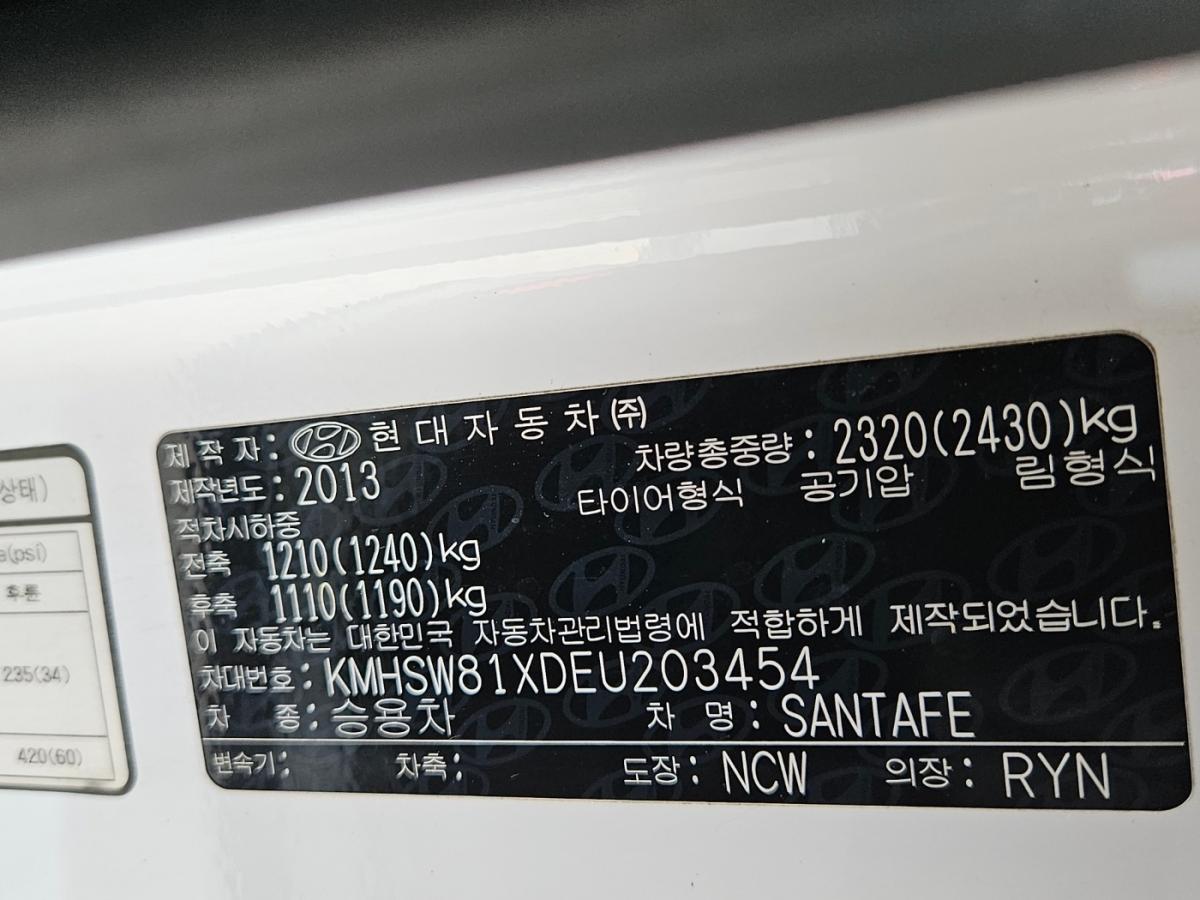 상태)
a(psi)
후륜
235(34)
420(60)
제작자: 현대자동차(주)
제작년도: 2013
차량총중량: 2320(2430)kg
타이어형식 공기압 림형식
적차시하중
전축 1210(1240)kg
후축 1110(1190)kg
이 자동차는 대한민국 자동차관리법령에 적합하게 제작되었습니다.
차대번호: KMHSW81XDEU203454
차 종: 승용차 차 명: SANTAFE
변속기: 차축: 도장: NCW 의장: RYN